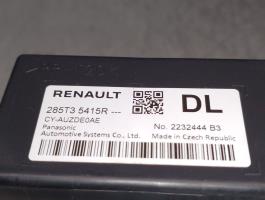 RENAULT
DL
285T3 5415R ---
CY-AUZDE0AE
No. 2232444 B3
Panasonic
Automotive Systems Co., Ltd.
Made in Czech Republic